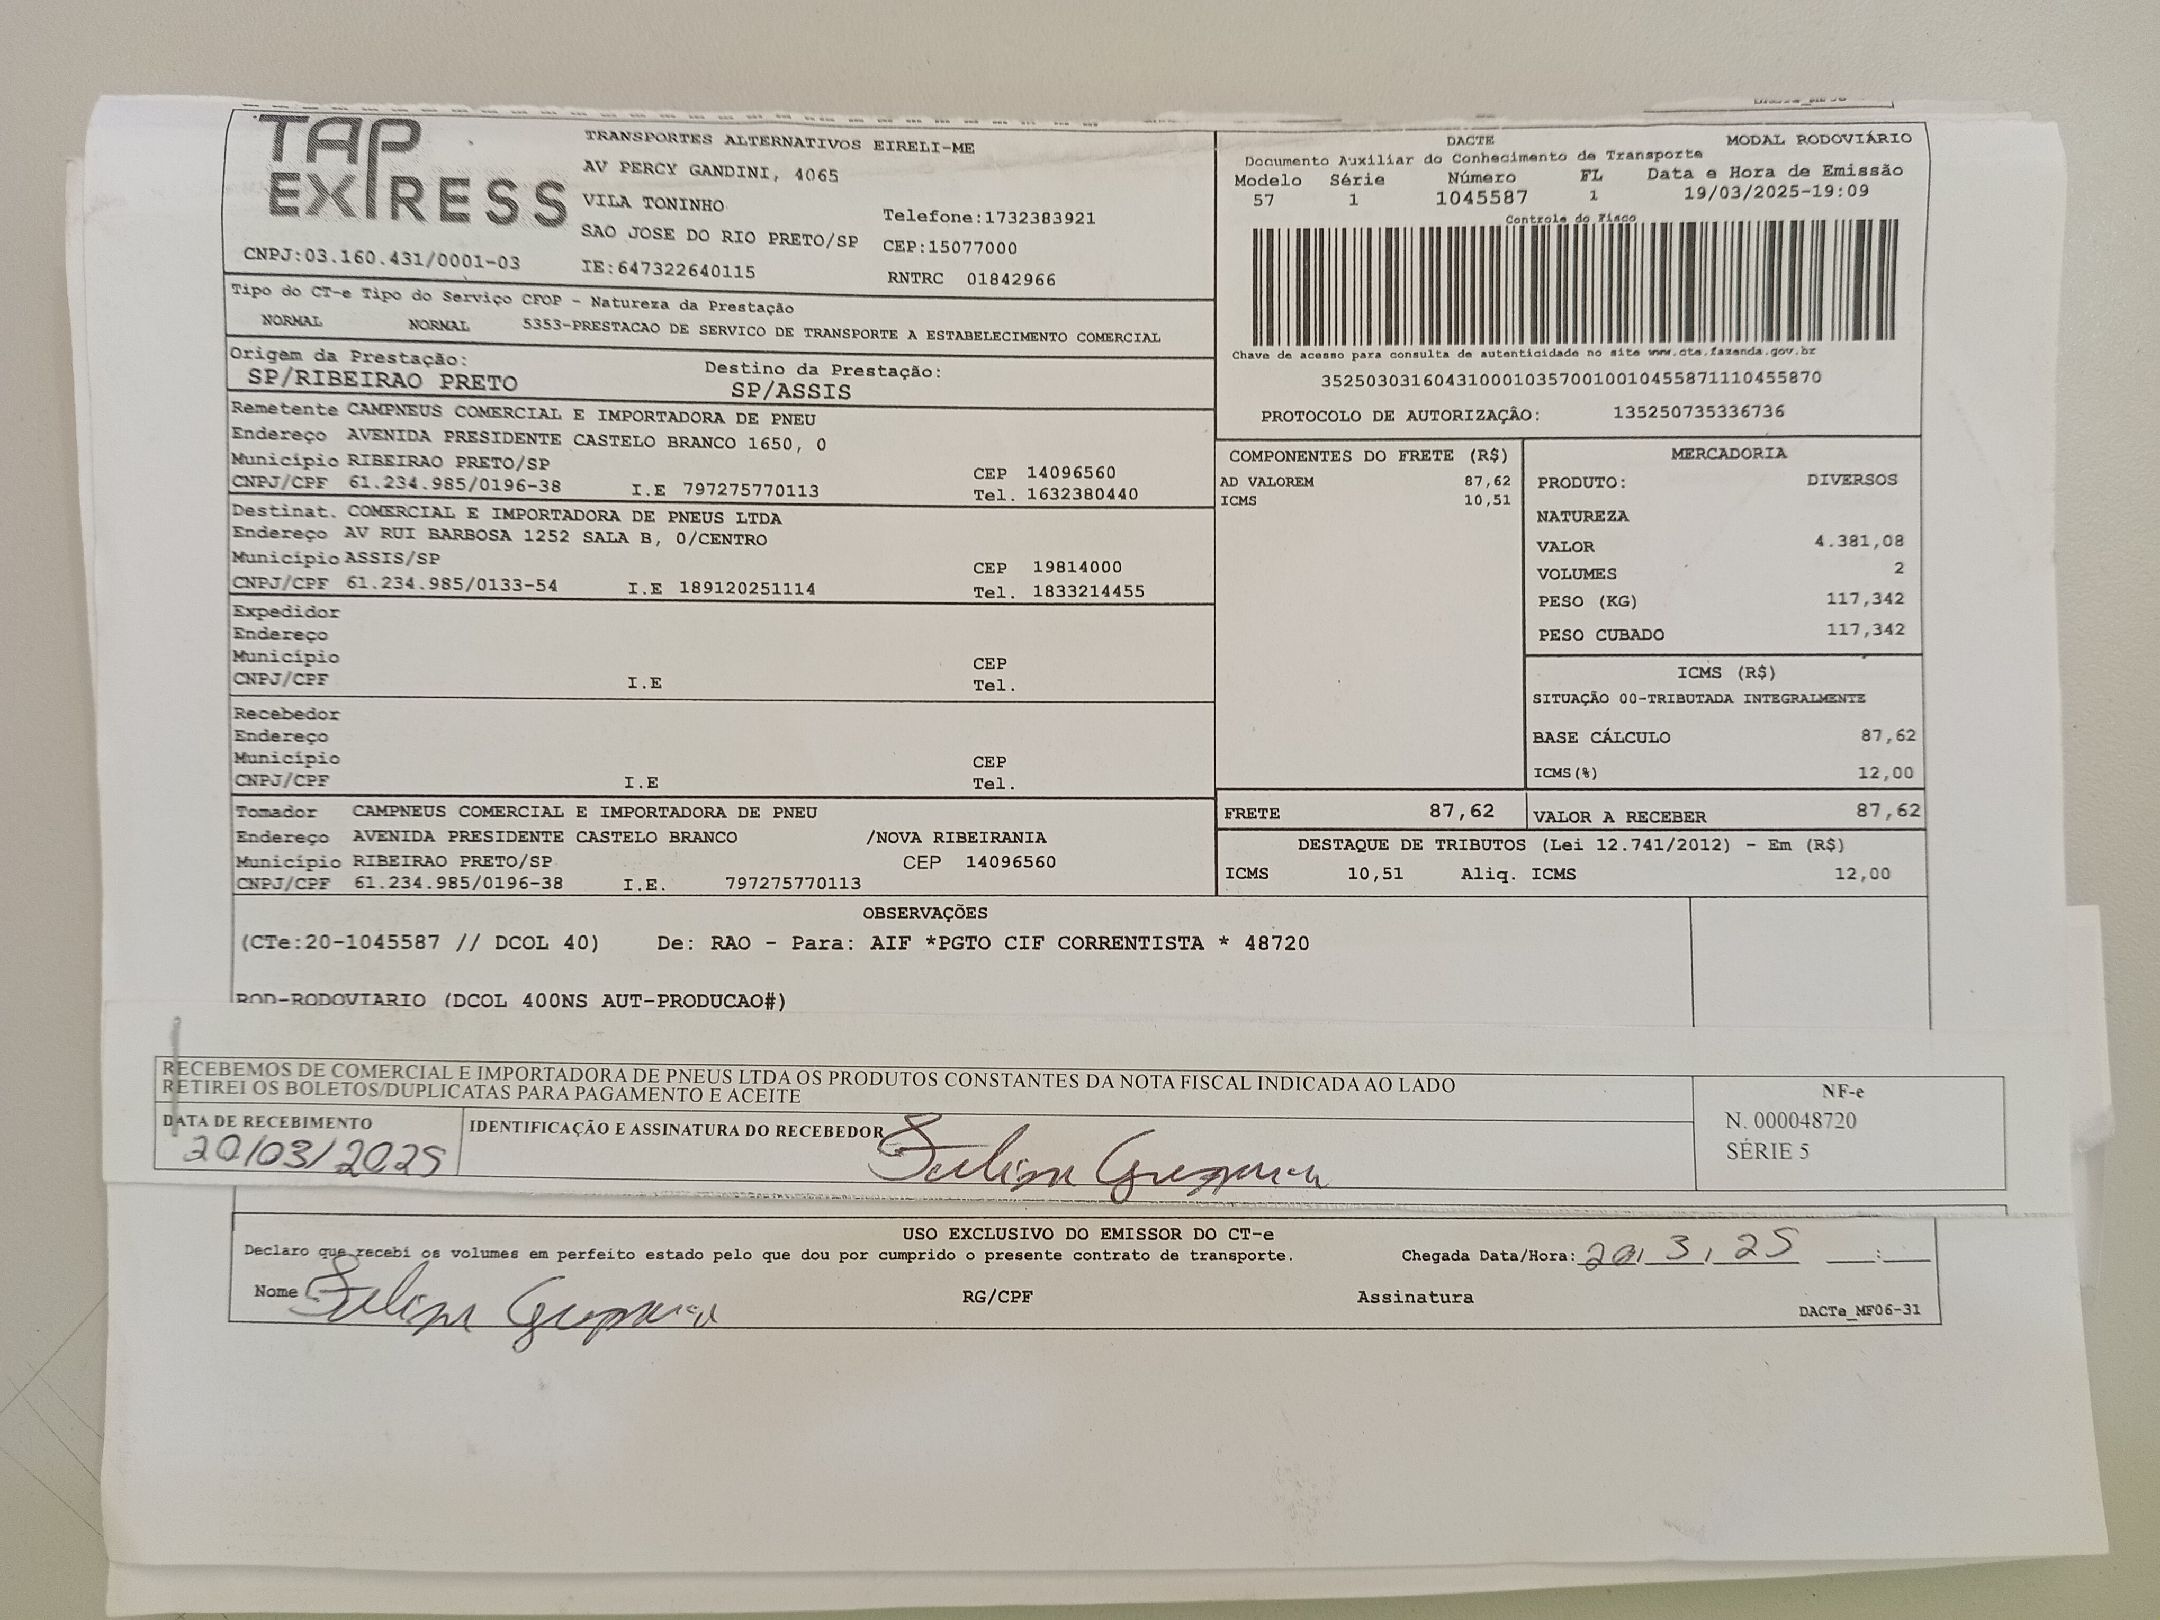 TAP EXPRESS
TRANSPORTES ALTERNATIVOS EIRELI-ME
AV PERCY GANDINI, 4065
VILA TONINHO
Telefone:1732383921
SAO JOSE DO RIO PRETO/SP CEP:15077000
CNPJ:03.160.431/0001-03 IE:647322640115 RNTRC 01842966
DACTE MODAL RODOVIÁRIO
Documento Auxiliar do Conhecimento de Transporte
Modelo Série Número FL Data e Hora de Emissão
57 1 1045587 1 19/03/2025-19:09
Controle do Fisco
Chave de acesso para consulta de autenticidade no site www.cte.fazenda.gov.br
35250303160431000103570010010455871110455870
PROTOCOLO DE AUTORIZAÇÃO: 135250735336736
Tipo do CT-e Tipo do Serviço CFOP - Natureza da Prestação
NORMAL NORMAL 5353-PRESTACAO DE SERVICO DE TRANSPORTE A ESTABELECIMENTO COMERCIAL
Origem da Prestação: Destino da Prestação:
SP/RIBEIRAO PRETO SP/ASSIS
Remetente CAMPNEUS COMERCIAL E IMPORTADORA DE PNEU
Endereço AVENIDA PRESIDENTE CASTELO BRANCO 1650, 0
Município RIBEIRAO PRETO/SP CEP 14096560
CNPJ/CPF 61.234.985/0196-38 I.E 797275770113 Tel. 1632380440
Destinat. COMERCIAL E IMPORTADORA DE PNEUS LTDA
Endereço AV RUI BARBOSA 1252 SALA B, 0/CENTRO
Município ASSIS/SP CEP 19814000
CNPJ/CPF 61.234.985/0133-54 I.E 189120251114 Tel. 1833214455
Expedidor
Endereço
Município CEP
CNPJ/CPF I.E Tel.
Recebedor
Endereço
Município CEP
CNPJ/CPF I.E Tel.
Tomador CAMPNEUS COMERCIAL E IMPORTADORA DE PNEU
Endereço AVENIDA PRESIDENTE CASTELO BRANCO /NOVA RIBEIRANIA
Município RIBEIRAO PRETO/SP CEP 14096560
CNPJ/CPF 61.234.985/0196-38 I.E. 797275770113
COMPONENTES DO FRETE (R$)
AD VALOREM 87,62
ICMS 10,51
MERCADORIA
PRODUTO: DIVERSOS
NATUREZA
VALOR 4.381,08
VOLUMES 2
PESO (KG) 117,342
PESO CUBADO 117,342
ICMS (R$)
SITUAÇÃO 00-TRIBUTADA INTEGRALMENTE
BASE CÁLCULO 87,62
ICMS(%) 12,00
FRETE 87,62 VALOR A RECEBER 87,62
DESTAQUE DE TRIBUTOS (Lei 12.741/2012) - Em (R$)
ICMS 10,51 Aliq. ICMS 12,00
OBSERVAÇÕES
(CTe:20-1045587 // DCOL 40) De: RAO - Para: AIF *PGTO CIF CORRENTISTA * 48720
ROD-RODOVIARIO (DCOL 400NS AUT-PRODUCAO#)
RECEBEMOS DE COMERCIAL E IMPORTADORA DE PNEUS LTDA OS PRODUTOS CONSTANTES DA NOTA FISCAL INDICADA AO LADO
RETIREI OS BOLETOS/DUPLICATAS PARA PAGAMENTO E ACEITE
DATA DE RECEBIMENTO IDENTIFICAÇÃO E ASSINATURA DO RECEBEDOR
20/03/2025
NF-e
N. 000048720
SÉRIE 5
USO EXCLUSIVO DO EMISSOR DO CT-e
Declaro que recebi os volumes em perfeito estado pelo que dou por cumprido o presente contrato de transporte. Chegada Data/Hora: 20, 3, 25 :
Nome RG/CPF Assinatura
DACTe_MF06-31